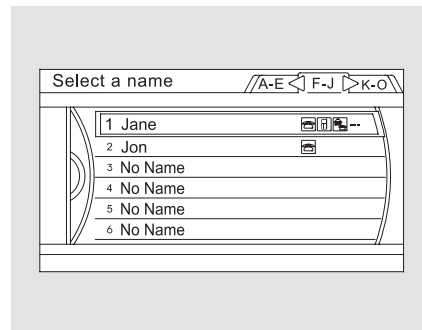 Select a name A-E F-J K-O
1 Jane
2 Jon
3 No Name
4 No Name
5 No Name
6 No Name